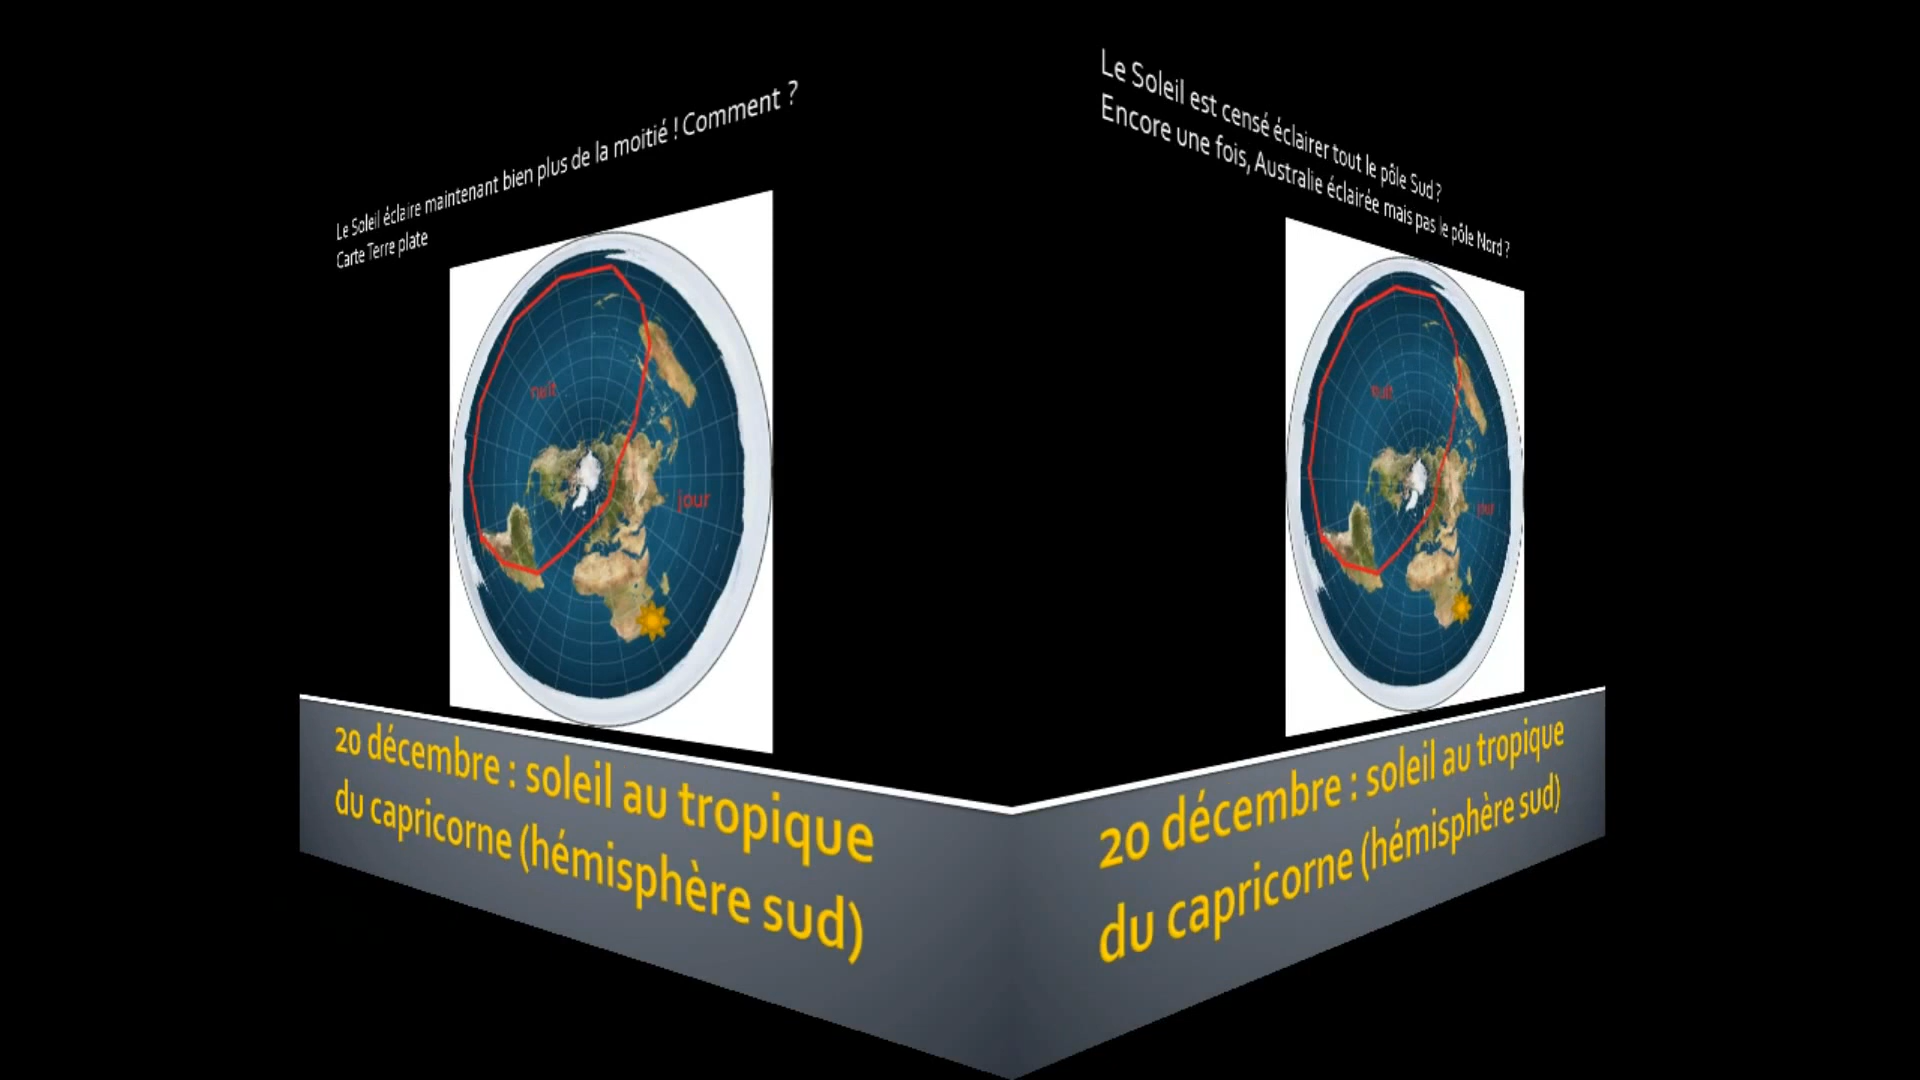 Le Soleil éclaire maintenant bien plus de la moitié ! Comment ?
Carte Terre plate
nuit
jour
20 décembre : soleil au tropique
du capricorne (hémisphère sud)
Le Soleil est censé éclairer tout le pôle Sud ?
Encore une fois, Australie éclairée mais pas le pôle Nord ?
nuit
jour
20 décembre : soleil au tropique
du capricorne (hémisphère sud)